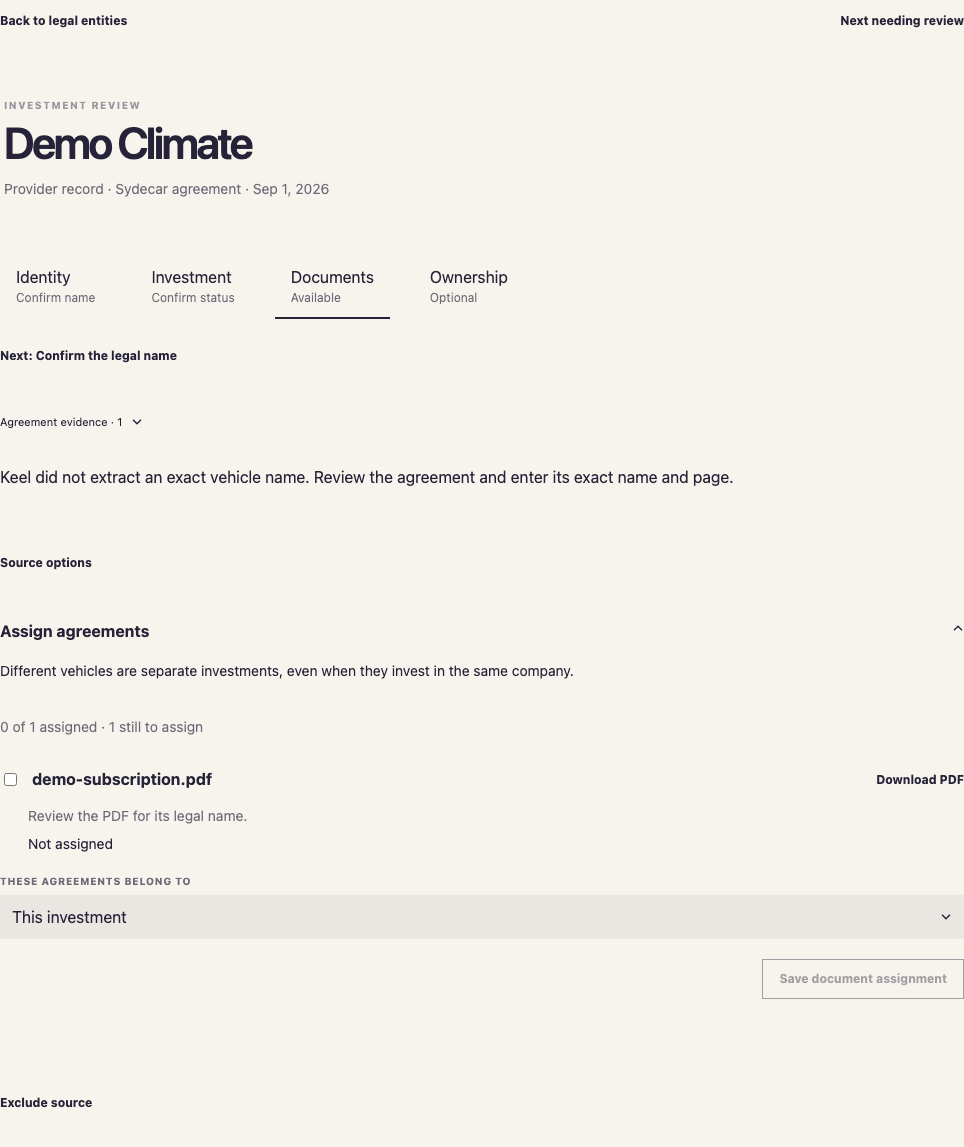 Back to legal entities
Next needing review
INVESTMENT REVIEW
Demo Climate
Provider record · Sydecar agreement · Sep 1, 2026
Identity
Confirm name
Investment
Confirm status
Documents
Available
Ownership
Optional
Next: Confirm the legal name
Agreement evidence · 1
Keel did not extract an exact vehicle name. Review the agreement and enter its exact name and page.
Source options
Assign agreements
Different vehicles are separate investments, even when they invest in the same company.
0 of 1 assigned · 1 still to assign
demo-subscription.pdf
Download PDF
Review the PDF for its legal name.
Not assigned
THESE AGREEMENTS BELONG TO
This investment
Save document assignment
Exclude source